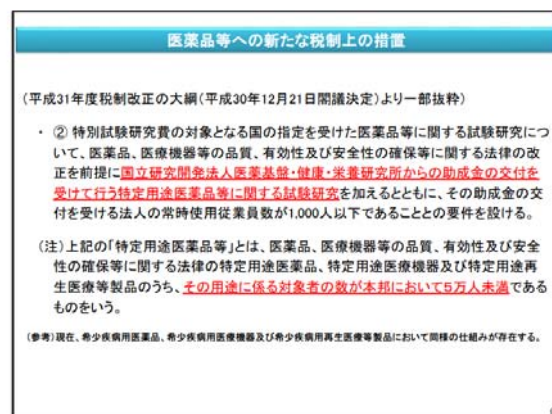 医薬品等への新たな税制上の措置
(平成31年度税制改正の大綱(平成30年12月21日閣議決定)より一部抜粋)
・ ② 特別試験研究費の対象となる国の指定を受けた医薬品等に関する試験研究につ
いて、医薬品、医療機器等の品質、有効性及び安全性の確保等に関する法律の改
正を前提に国立研究開発法人医薬基盤・健康・栄養研究所からの助成金の交付を
受けて行う特定用途医薬品等に関する試験研究を加えるとともに、その助成金の交
付を受ける法人の常時使用従業員数が1,000人以下であることとの要件を設ける。
(注)上記の「特定用途医薬品等」とは、医薬品、医療機器等の品質、有効性及び安全
性の確保等に関する法律の特定用途医薬品、特定用途医療機器及び特定用途再
生医療等製品のうち、その用途に係る対象者の数が本邦において5万人未満である
ものをいう。
(参考)現在、希少疾病用医薬品、希少疾病用医療機器及び希少疾病用再生医療等製品において同様の仕組みが存在する。